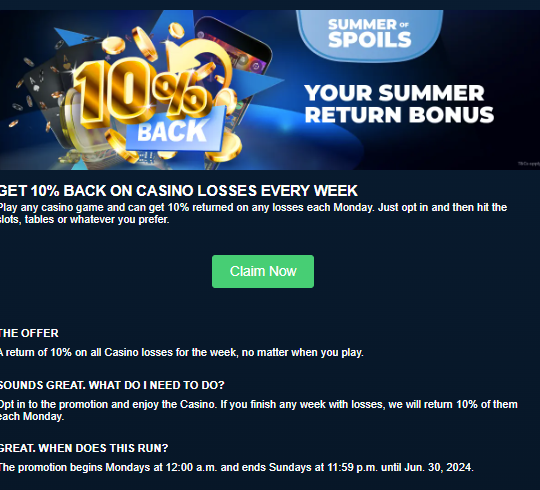 SUMMER OF
SPOILS
10%
BACK
YOUR SUMMER
RETURN BONUS
GET 10% BACK ON CASINO LOSSES EVERY WEEK
Play any casino game and can get 10% returned on any losses each Monday. Just opt in and then hit the
slots, tables or whatever you prefer.
Claim Now
THE OFFER
A return of 10% on all Casino losses for the week, no matter when you play.
SOUNDS GREAT. WHAT DO I NEED TO DO?
Opt in to the promotion and enjoy the Casino. If you finish any week with losses, we will return 10% of them
each Monday.
GREAT. WHEN DOES THIS RUN?
The promotion begins Mondays at 12:00 a.m. and ends Sundays at 11:59 p.m. until Jun. 30, 2024.